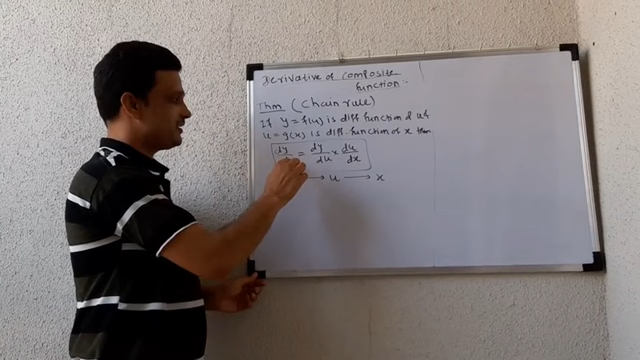 Derivative of composite
function :-
Thm (Chain rule)
If y = f(u) is diff function of u &
u = g(x) is diff. function of x then
dy = dy/du × du/dx
→ u → x